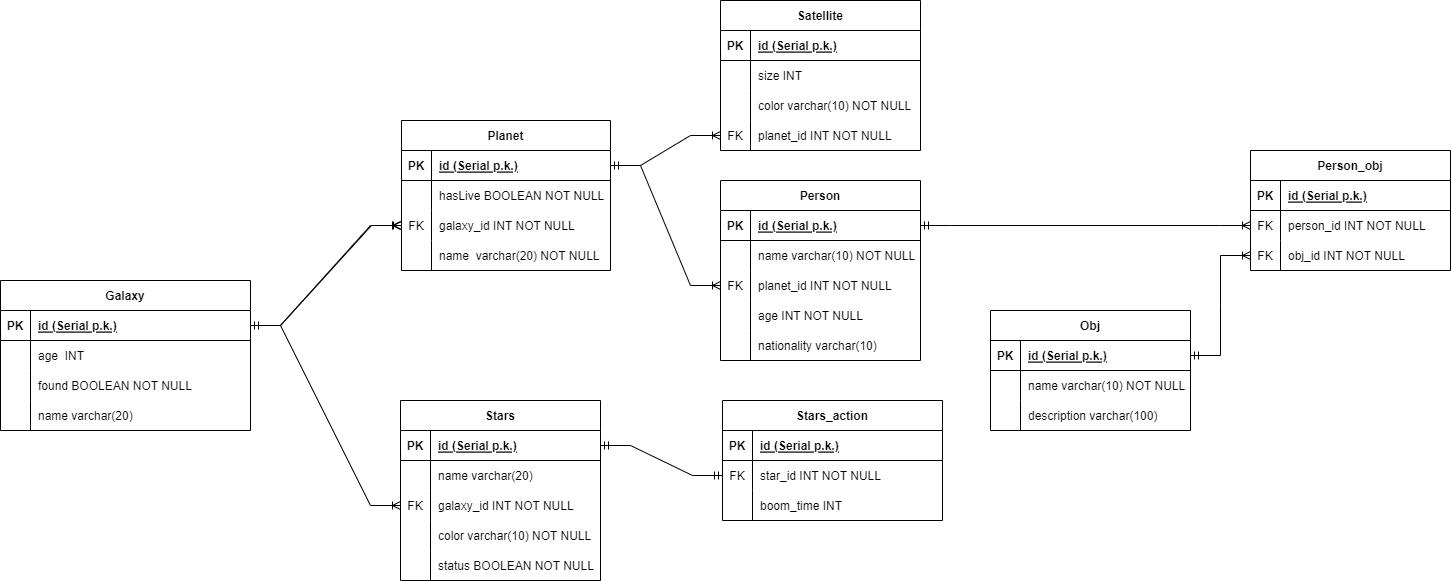 Satellite
PK id (Serial p.k.)
size INT
color varchar(10) NOT NULL
FK planet_id INT NOT NULL
Planet
PK id (Serial p.k.)
hasLive BOOLEAN NOT NULL
FK galaxy_id INT NOT NULL
name varchar(20) NOT NULL
Person
PK id (Serial p.k.)
name varchar(10) NOT NULL
FK planet_id INT NOT NULL
age INT NOT NULL
nationality varchar(10)
Person_obj
PK id (Serial p.k.)
FK person_id INT NOT NULL
FK obj_id INT NOT NULL
Galaxy
PK id (Serial p.k.)
age INT
found BOOLEAN NOT NULL
name varchar(20)
Obj
PK id (Serial p.k.)
name varchar(10) NOT NULL
description varchar(100)
Stars
PK id (Serial p.k.)
name varchar(20)
FK galaxy_id INT NOT NULL
color varchar(10) NOT NULL
status BOOLEAN NOT NULL
Stars_action
PK id (Serial p.k.)
FK star_id INT NOT NULL
boom_time INT